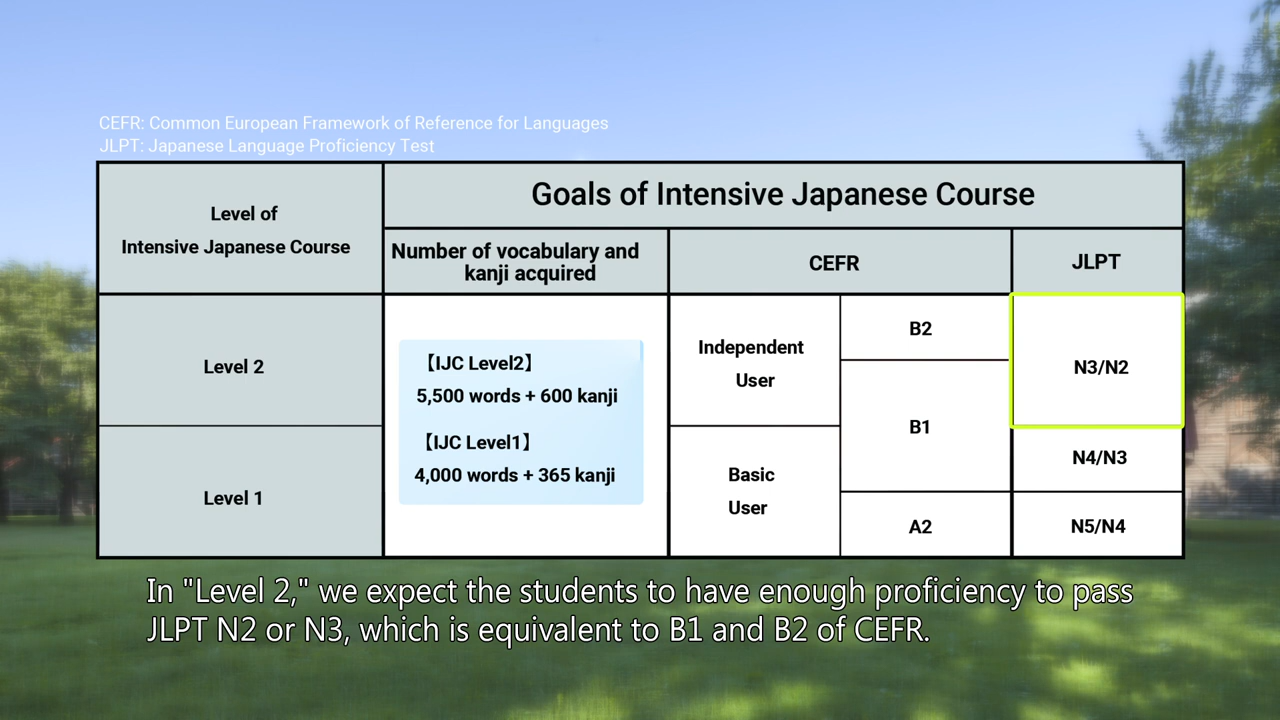 CEFR: Common European Framework of Reference for Languages
JLPT: Japanese Language Proficiency Test
Level of
Intensive Japanese Course
Goals of Intensive Japanese Course
Number of vocabulary and
kanji acquired
CEFR
JLPT
Level 2
【IJC Level2】
5,500 words + 600 kanji
【IJC Level1】
4,000 words + 365 kanji
Independent
User
B2
N3/N2
B1
N4/N3
Level 1
Basic
User
A2
N5/N4
In "Level 2," we expect the students to have enough proficiency to pass
JLPT N2 or N3, which is equivalent to B1 and B2 of CEFR.